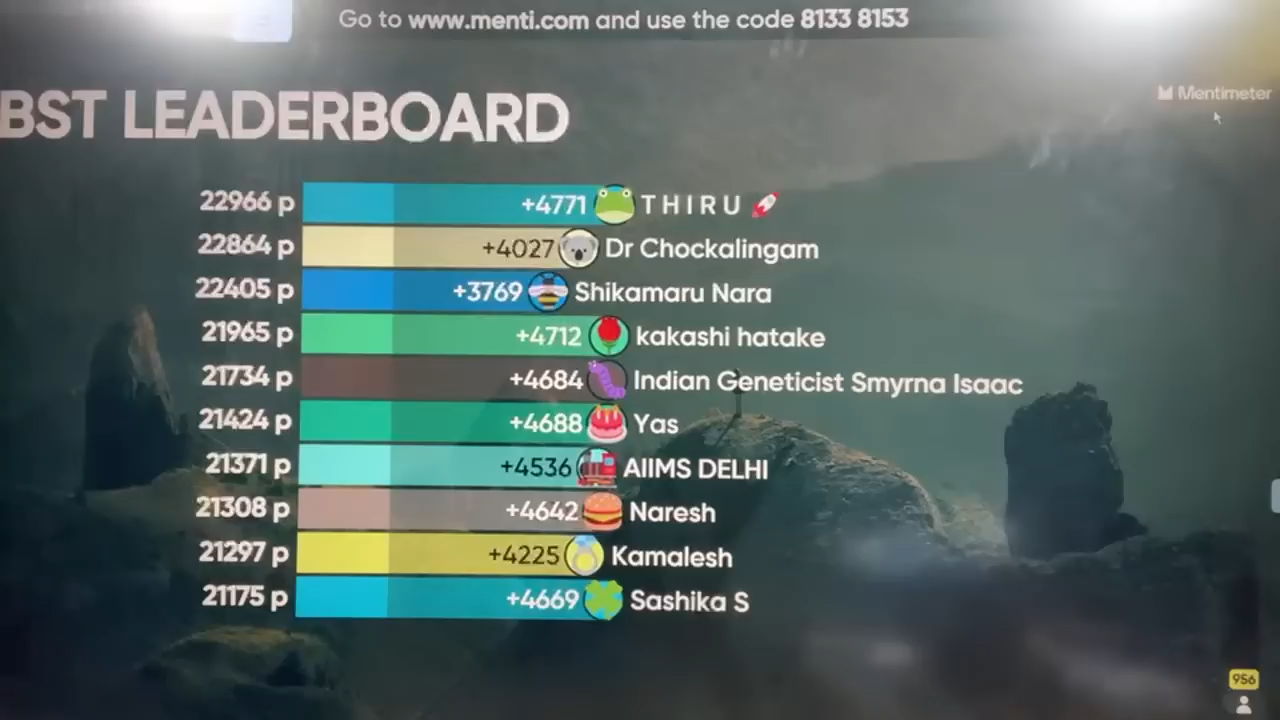 Go to www.menti.com and use the code 8133 8153
Mentimeter
BST LEADERBOARD
22966 p +4771 T H I R U
22864 p +4027 Dr Chockalingam
22405 p +3769 Shikamaru Nara
21965 p +4712 kakashi hatake
21734 p +4684 Indian Geneticist Smyrna Isaac
21424 p +4688 Yas
21371 p +4536 AIIMS DELHI
21308 p +4642 Naresh
21297 p +4225 Kamalesh
21175 p +4669 Sashika S
956